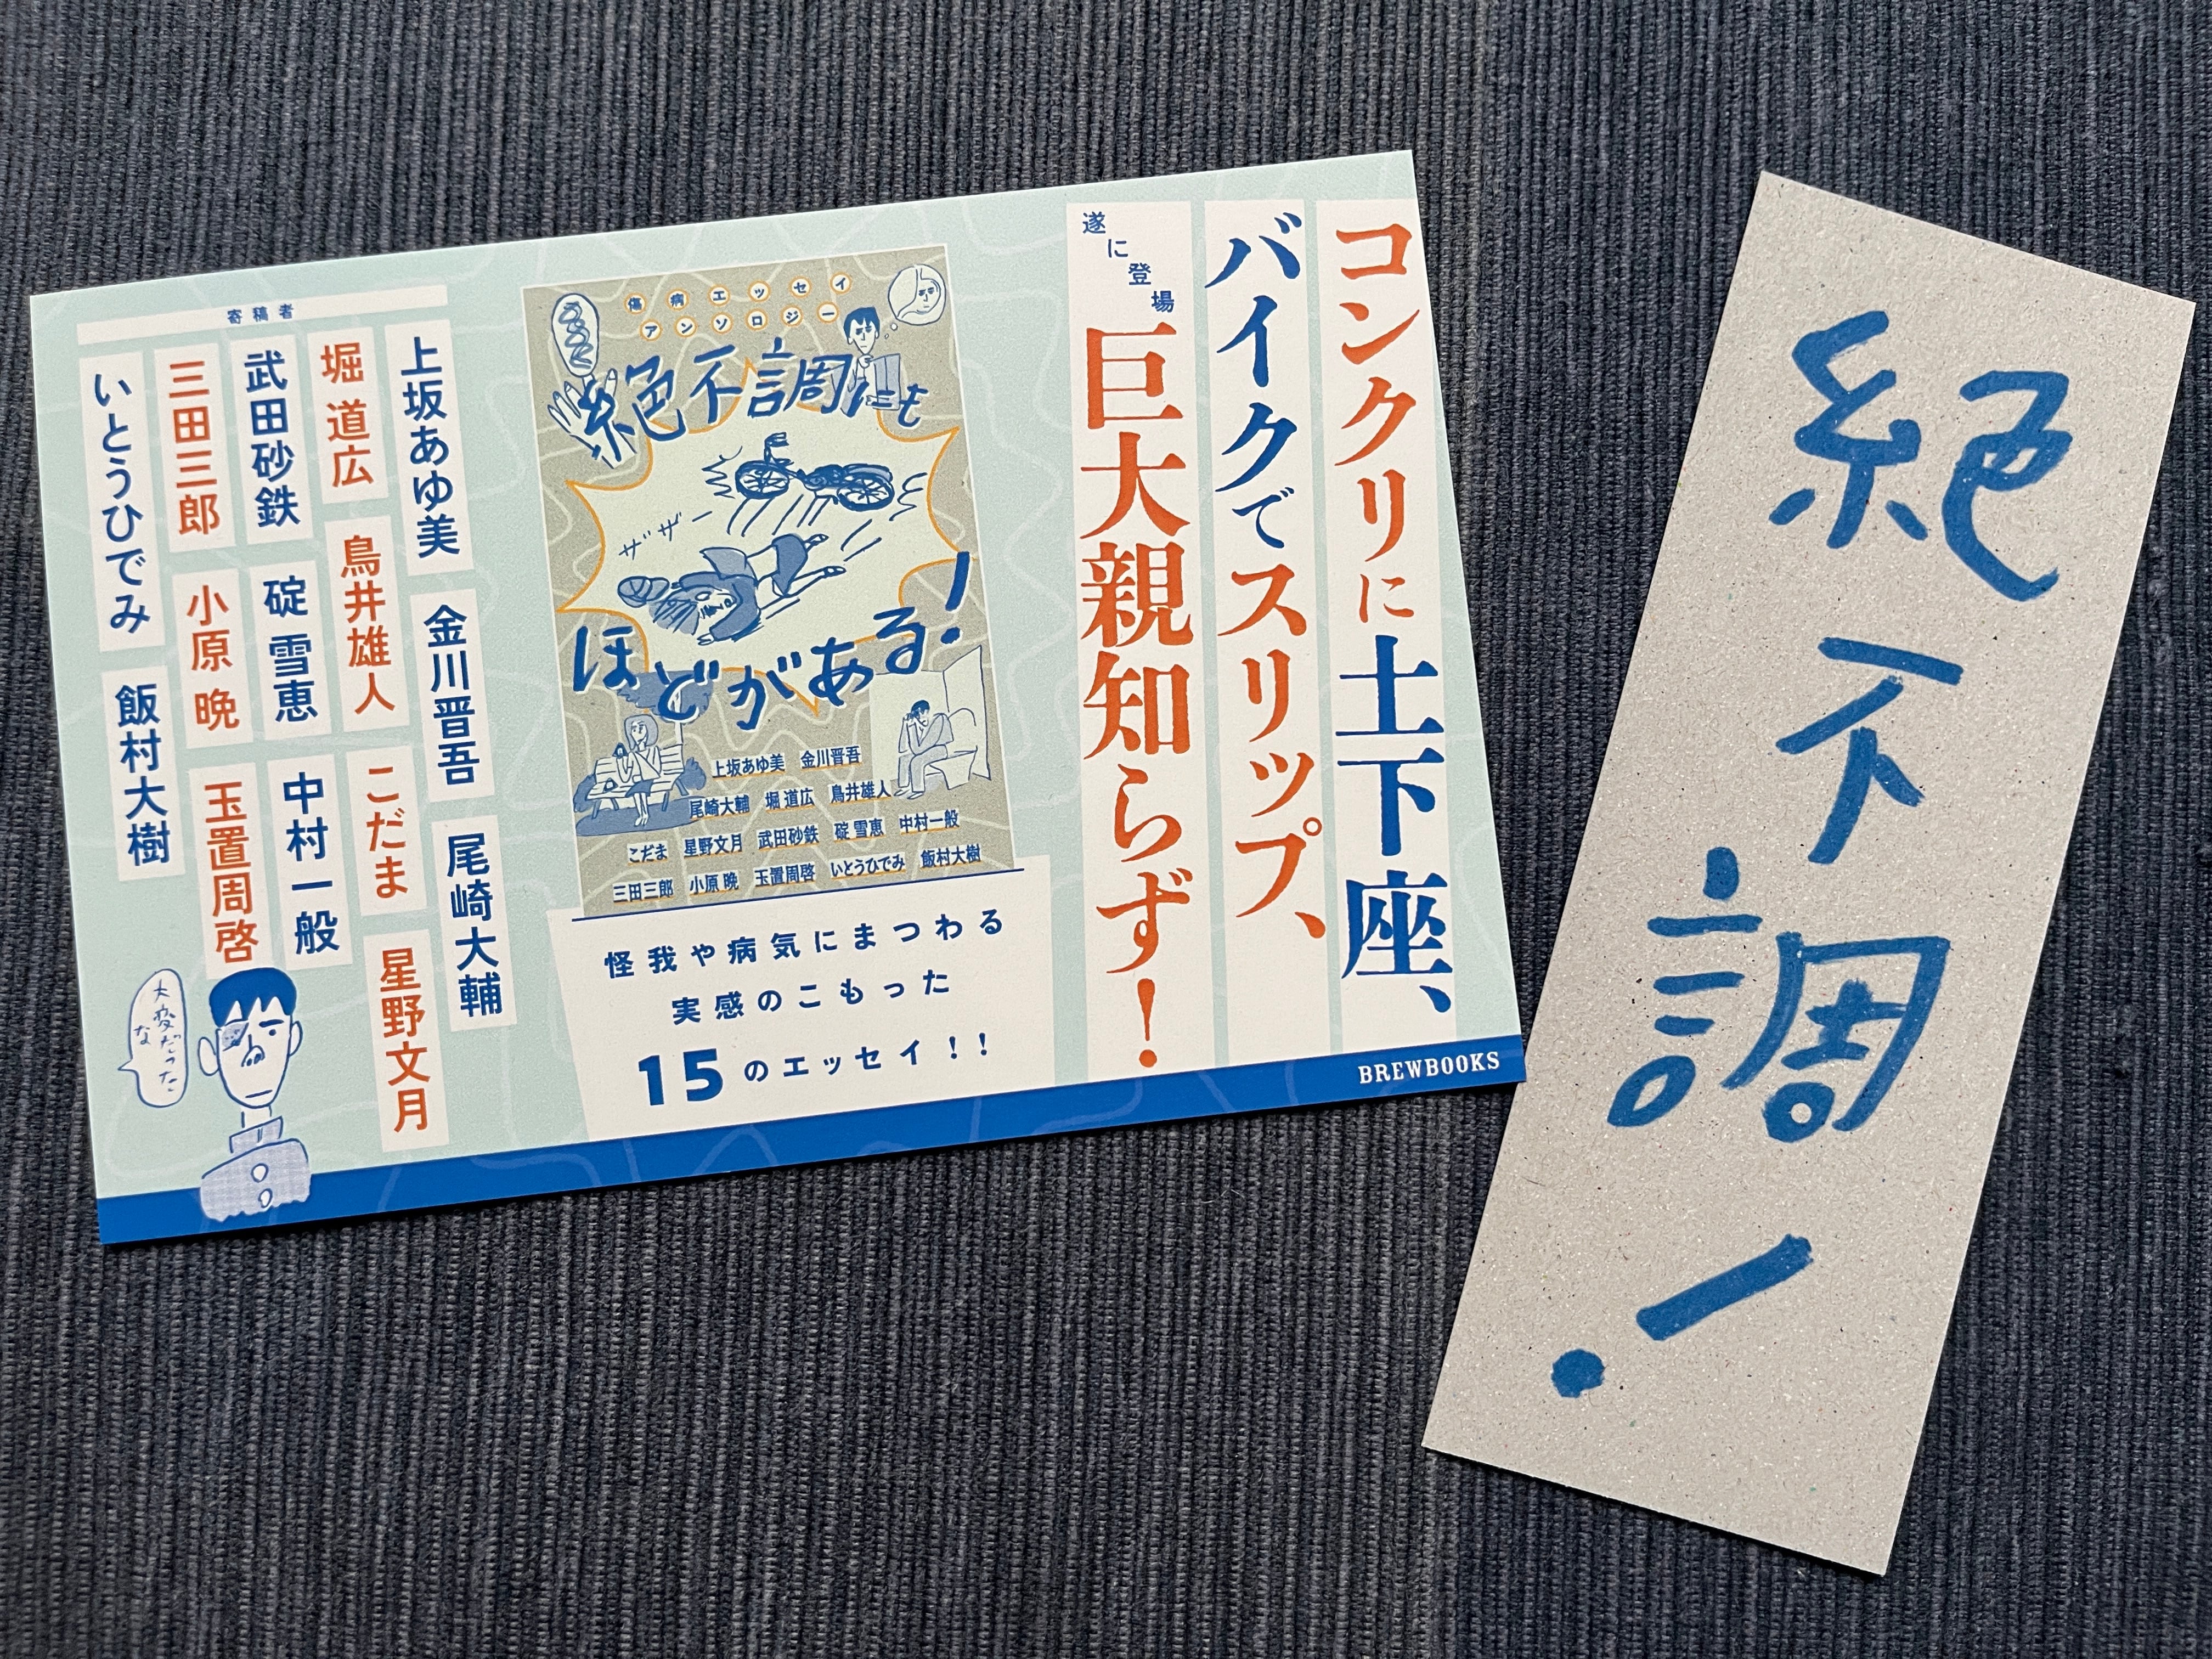 コンクリに土下座、
バイクでスリップ、
遂に登場
巨大親知らず！
傷病エッセイ
アンソロジー
絶不調にも
ザザー
ほどがある！
上坂あゆ美 金川晋吾
尾崎大輔 堀 道広 鳥井雄人
こだま 星野文月 武田砂鉄 碇 雪恵 中村一般
三田三郎 小原 晩 玉置周啓 いとうひでみ 飯村大樹
怪我や病気にまつわる
実感のこもった
15のエッセイ！！
寄稿者
上坂あゆ美 金川晋吾 尾崎大輔
堀 道広 鳥井雄人 こだま 星野文月
武田砂鉄 碇 雪恵 中村一般
三田三郎 小原 晩 玉置周啓
いとうひでみ 飯村大樹
大変だった
な
BREWBOOKS
絶不調！